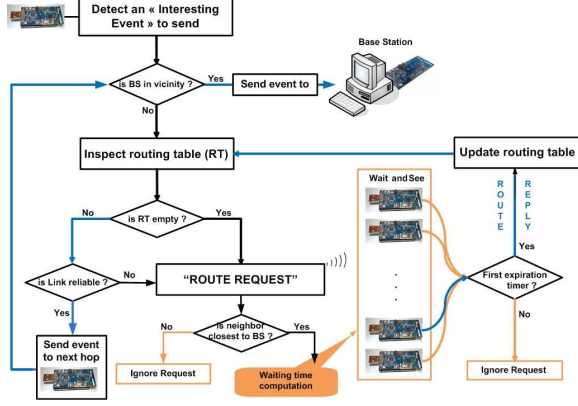 Detect an « Interesting
Event » to send
Base Station
is BS in vicinity ?
Yes
Send event to
No
Inspect routing table (RT)
Update routing table
Wait and See
ROUTE
REPLY
No
is RT empty ?
Yes
Yes
is Link reliable ?
No
"ROUTE REQUEST"
First expiration
timer ?
Yes
No
Is neighbor
closest to BS ?
Yes
No
Send event
to next hop
Ignore Request
Waiting time
computation
Ignore Request